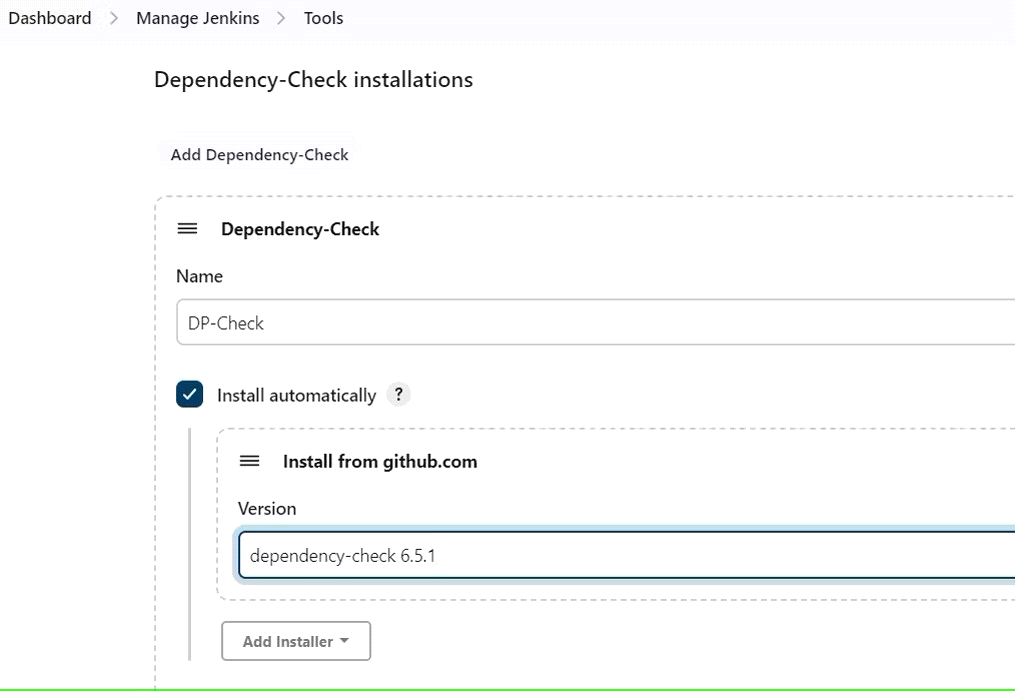 Dashboard > Manage Jenkins > Tools
Dependency-Check installations
Add Dependency-Check
Dependency-Check
Name
DP-Check
Install automatically ?
Install from github.com
Version
dependency-check 6.5.1
Add Installer